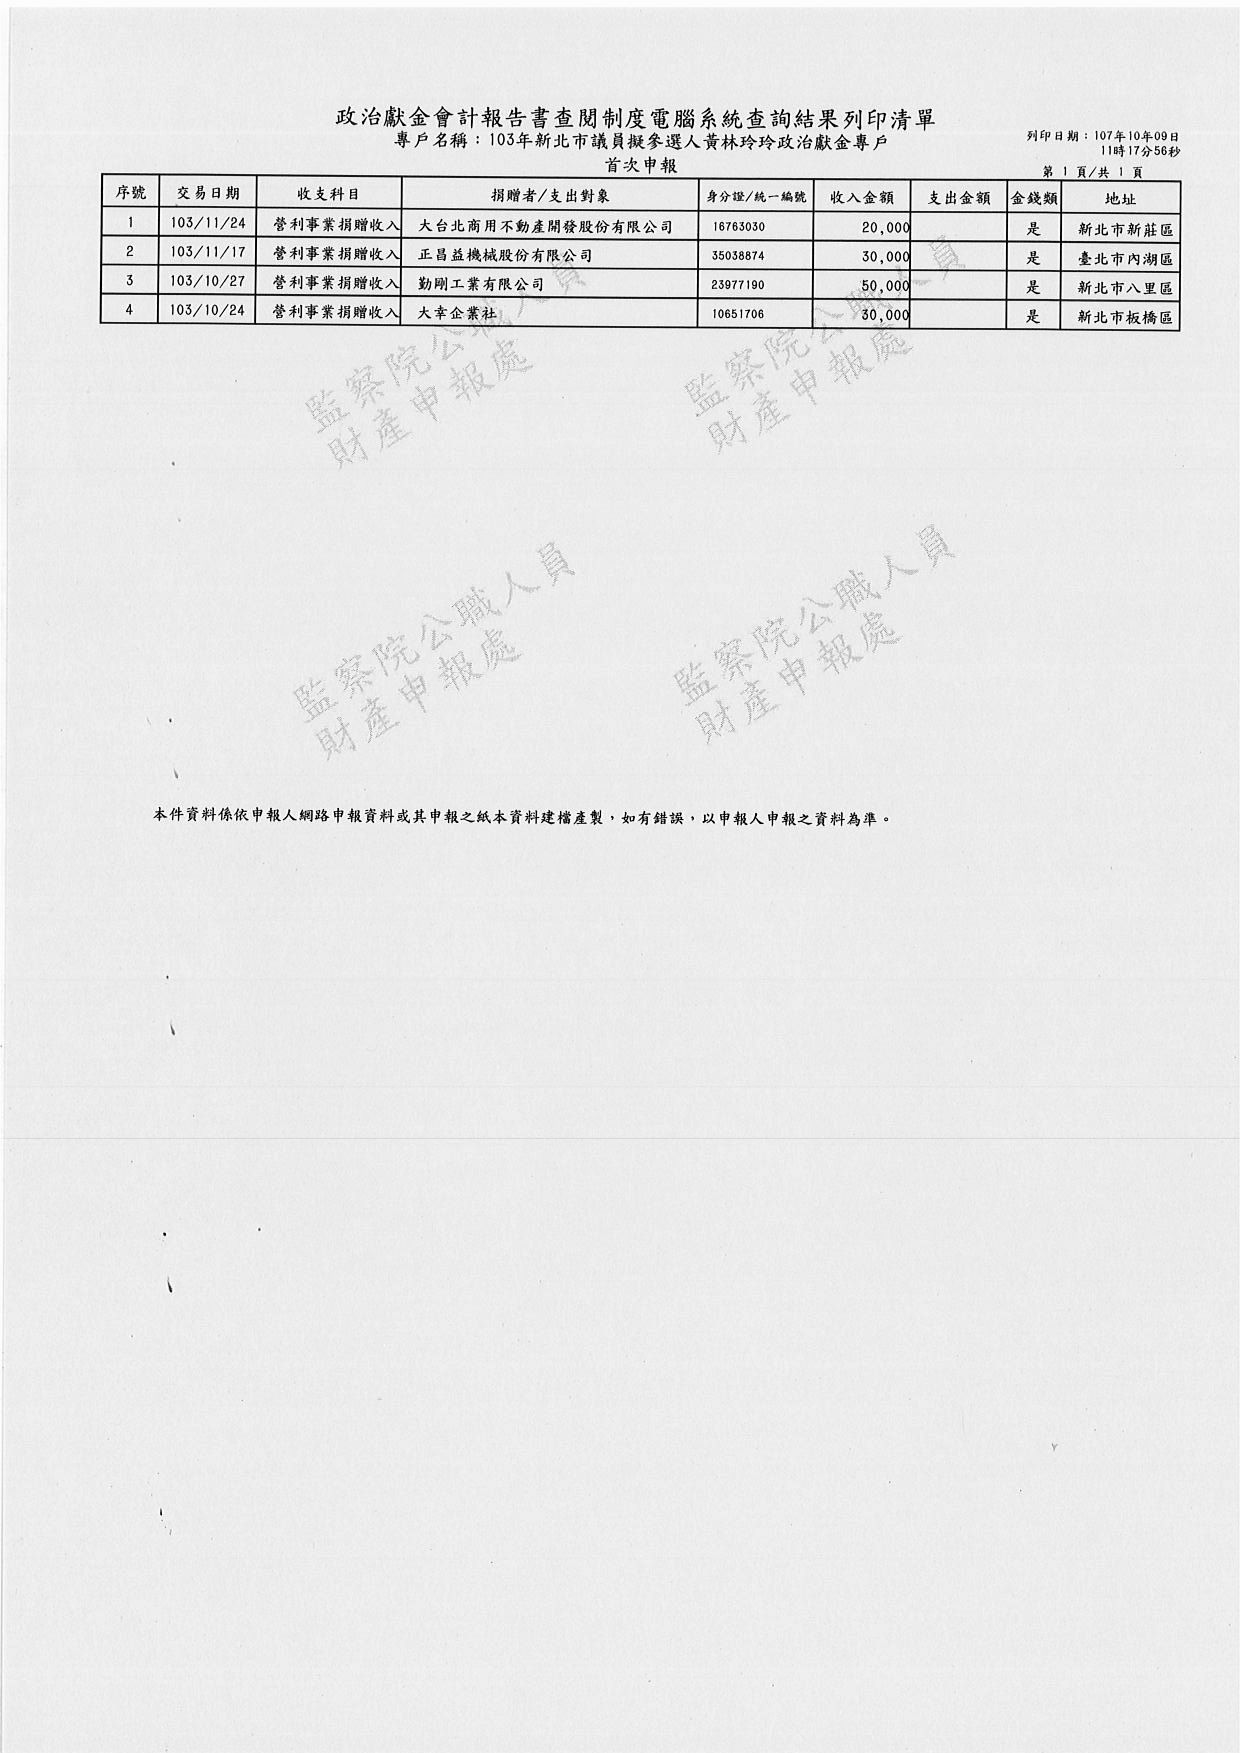 政治獻金會計報告書查閱制度電腦系統查詢結果列印清單
專戶名稱：103年新北市議員擬參選人黃林玲玲政治獻金專戶
列印日期：107年10年09日
11時17分56秒
首次申報
第 1 頁/共 1 頁
序號 交易日期 收支科目 捐贈者/支出對象 身分證/統一編號 收入金額 支出金額 金錢類 地址
1 103/11/24 營利事業捐贈收入 大台北商用不動產開發股份有限公司 16763030 20,000 是 新北市新莊區
2 103/11/17 營利事業捐贈收入 正昌益機械股份有限公司 35038874 30,000 是 臺北市內湖區
3 103/10/27 營利事業捐贈收入 勤剛工業有限公司 23977190 50,000 是 新北市八里區
4 103/10/24 營利事業捐贈收入 大幸企業社 10651706 30,000 是 新北市板橋區
監察院公職人員
財產申報處
監察院公職人員
財產申報處
監察院公職人員
財產申報處
監察院公職人員
財產申報處
本件資料係依申報人網路申報資料或其申報之紙本資料建檔產製，如有錯誤，以申報人申報之資料為準。